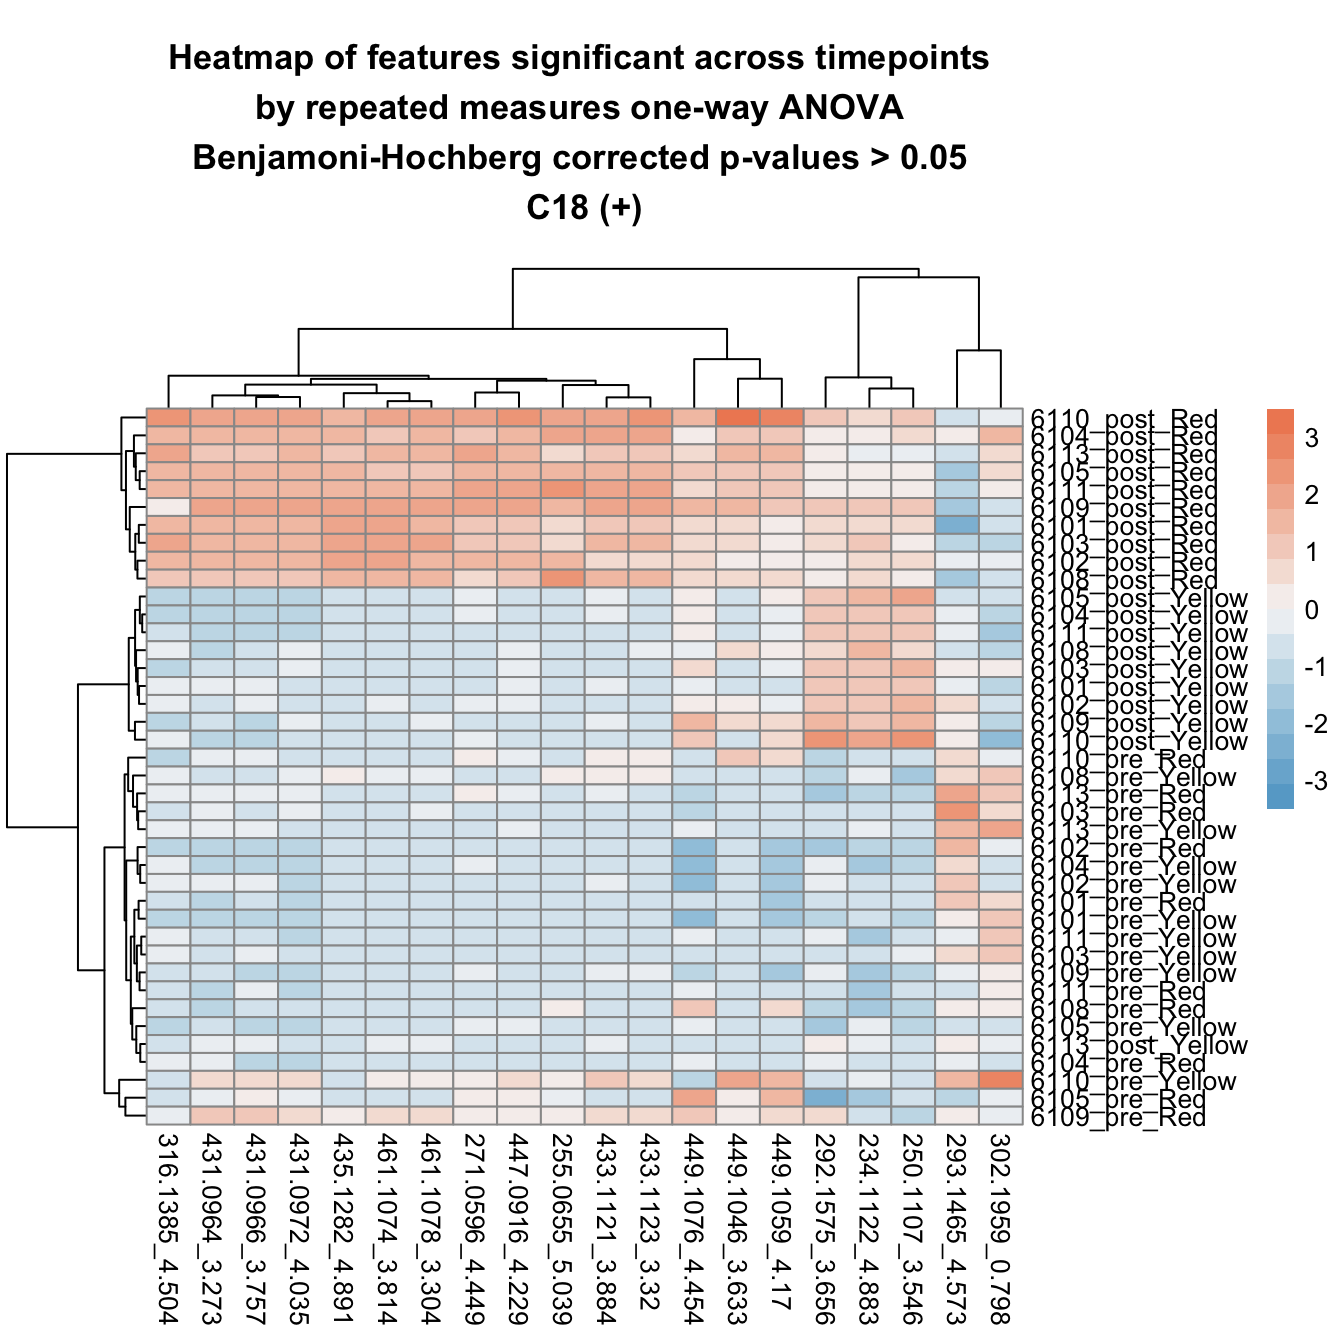 Heatmap of features significant across timepoints
by repeated measures one-way ANOVA
Benjamoni-Hochberg corrected p-values > 0.05
C18 (+)
6110_post_Red
6104_post_Red
6113_post_Red
6105_post_Red
6111_post_Red
6109_post_Red
6101_post_Red
6103_post_Red
6102_post_Red
6108_post_Red
6105_post_Yellow
6104_post_Yellow
6111_post_Yellow
6108_post_Yellow
6103_post_Yellow
6101_post_Yellow
6102_post_Yellow
6109_post_Yellow
6110_post_Yellow
6110_pre_Red
6108_pre_Yellow
6113_pre_Red
6103_pre_Red
6113_pre_Yellow
6102_pre_Red
6104_pre_Yellow
6102_pre_Yellow
6101_pre_Red
6101_pre_Yellow
6111_pre_Yellow
6103_pre_Yellow
6109_pre_Yellow
6111_pre_Red
6108_pre_Red
6105_pre_Yellow
6113_post_Yellow
6104_pre_Red
6110_pre_Yellow
6105_pre_Red
6109_pre_Red
3
2
1
0
-1
-2
-3
316.1385_4.504
431.0964_3.273
431.0966_3.757
431.0972_4.035
435.1282_4.891
461.1074_3.814
461.1078_3.304
271.0596_4.449
447.0916_4.229
255.0655_5.039
433.1121_3.884
433.1123_3.32
449.1076_4.454
449.1046_3.633
449.1059_4.17
292.1575_3.656
234.1122_4.883
250.1107_3.546
293.1465_4.573
302.1959_0.798